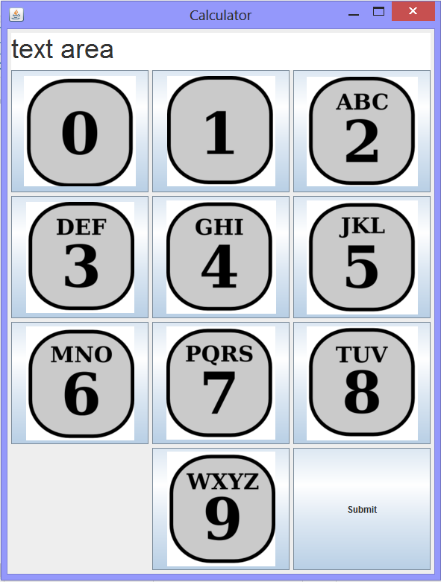 Calculator
text area
0
1
ABC
2
DEF
3
GHI
4
JKL
5
MNO
6
PQRS
7
TUV
8
WXYZ
9
Submit